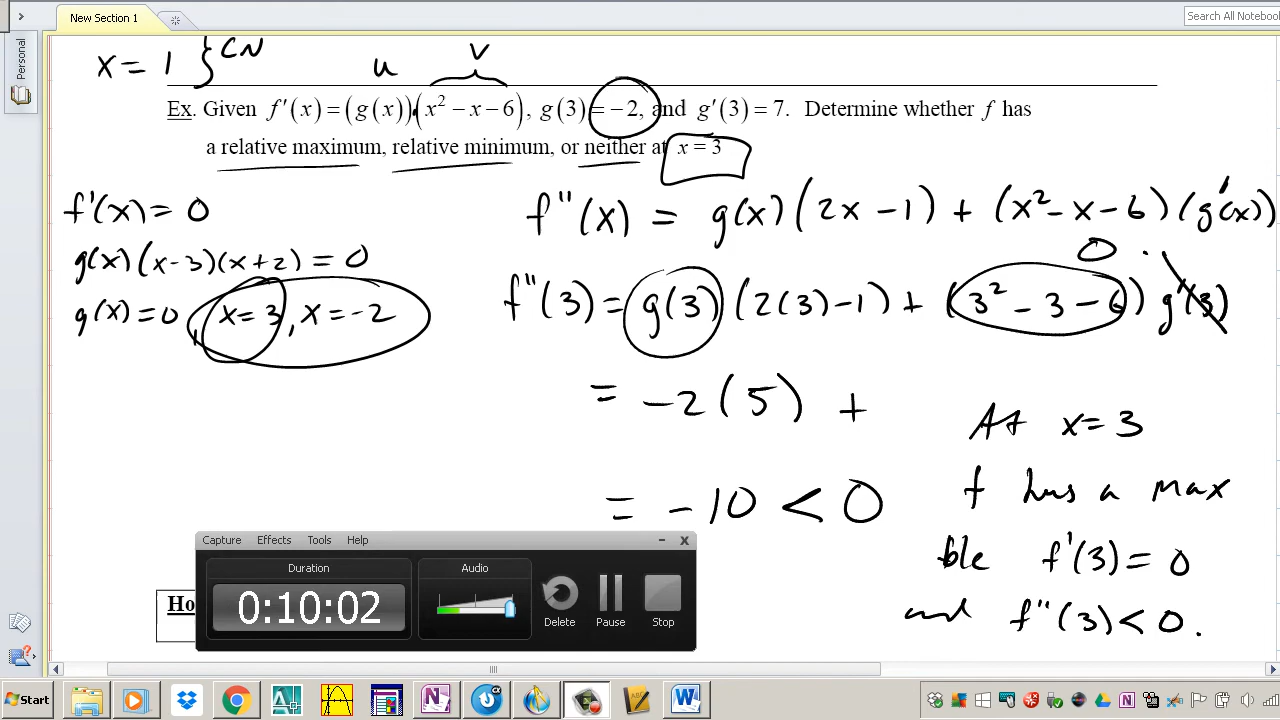 New Section 1
Search All Notebool
Personal
x = 1 } CN
u
v
Ex. Given f′(x) = (g(x))·(x² − x − 6), g(3) = −2, and g′(3) = 7. Determine whether f has
a relative maximum, relative minimum, or neither at x = 3
f'(x) = 0
g(x)(x-3)(x+2) = 0
g(x) = 0, x = 3, x = -2
f"(x) = g(x)(2x - 1) + (x² - x - 6)(g'(x))
0
f"(3) = g(3)(2(3) - 1) + (3² - 3 - 6) g'(3)
= -2(5) +
= -10 < 0
At x = 3
f has a max
b/c f'(3) = 0
and f"(3) < 0.
Ho
Capture Effects Tools Help
Duration
Audio
0:10:02
Delete Pause Stop
Start